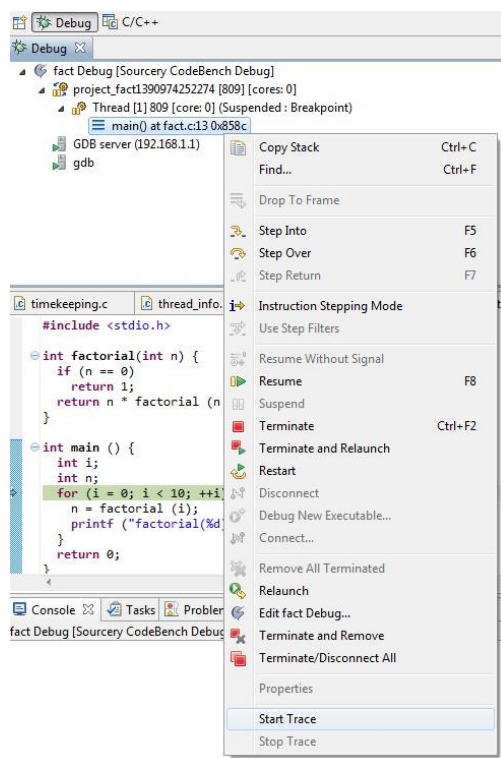 Debug C/C++
Debug
fact Debug [Sourcery CodeBench Debug]
project_fact1390974252274 [809] [cores: 0]
Thread [1] 809 [core: 0] (Suspended : Breakpoint)
main() at fact.c:13 0x858c
GDB server (192.168.1.1)
gdb
Copy Stack Ctrl+C
Find... Ctrl+F
Drop To Frame
Step Into F5
Step Over F6
Step Return F7
Instruction Stepping Mode
Use Step Filters
Resume Without Signal
Resume F8
Suspend
Terminate Ctrl+F2
Terminate and Relaunch
Restart
Disconnect
Debug New Executable...
Connect...
Remove All Terminated
Relaunch
Edit fact Debug...
Terminate and Remove
Terminate/Disconnect All
Properties
Start Trace
Stop Trace
timekeeping.c thread_info.
#include <stdio.h>
int factorial(int n) {
if (n == 0)
return 1;
return n * factorial (n
}
int main () {
int i;
int n;
for (i = 0; i < 10; ++i)
n = factorial (i);
printf ("factorial(%d
}
return 0;
}
Console Tasks Probler
fact Debug [Sourcery CodeBench Debug